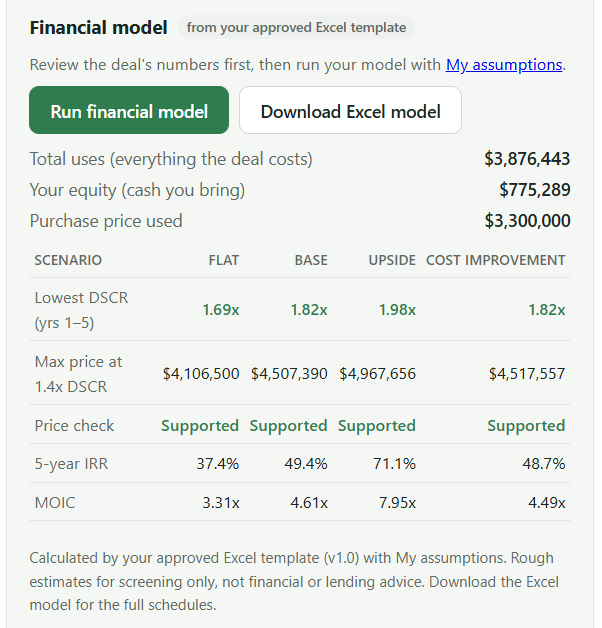 Financial model from your approved Excel template
Review the deal's numbers first, then run your model with My assumptions.
Run financial model Download Excel model
Total uses (everything the deal costs) $3,876,443
Your equity (cash you bring) $775,289
Purchase price used $3,300,000
SCENARIO FLAT BASE UPSIDE COST IMPROVEMENT
Lowest DSCR (yrs 1–5) 1.69x 1.82x 1.98x 1.82x
Max price at 1.4x DSCR $4,106,500 $4,507,390 $4,967,656 $4,517,557
Price check Supported Supported Supported Supported
5-year IRR 37.4% 49.4% 71.1% 48.7%
MOIC 3.31x 4.61x 7.95x 4.49x
Calculated by your approved Excel template (v1.0) with My assumptions. Rough
estimates for screening only, not financial or lending advice. Download the Excel
model for the full schedules.